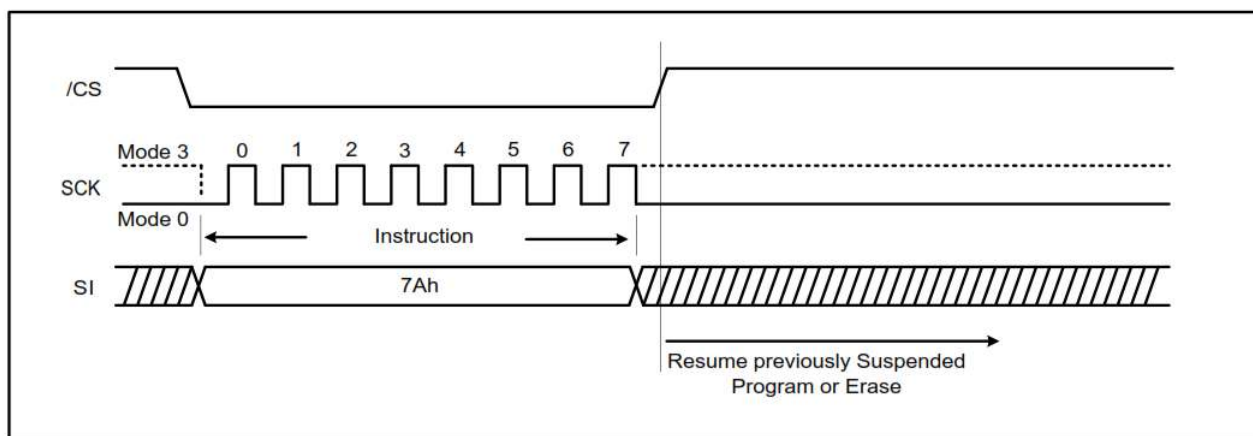 /CS
Mode 3
0 1 2 3 4 5 6 7
SCK
Mode 0
Instruction
SI
7Ah
Resume previously Suspended
Program or Erase